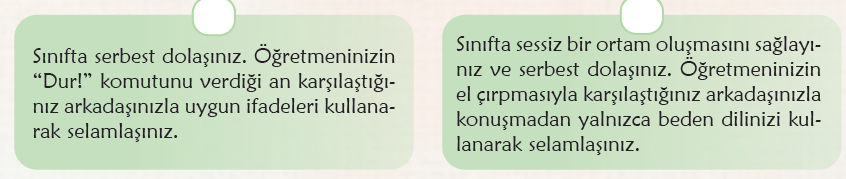 Sınıfta serbest dolaşınız. Öğretmeninizin
“Dur!” komutunu verdiği an karşılaştığı-
nız arkadaşınızla uygun ifadeleri kullana-
rak selamlaşınız.
Sınıfta sessiz bir ortam oluşmasını sağlayı-
nız ve serbest dolaşınız. Öğretmeninizin
el çırpmasıyla karşılaştığınız arkadaşınızla
konuşmadan yalnızca beden dilinizi kul-
lanarak selamlaşınız.